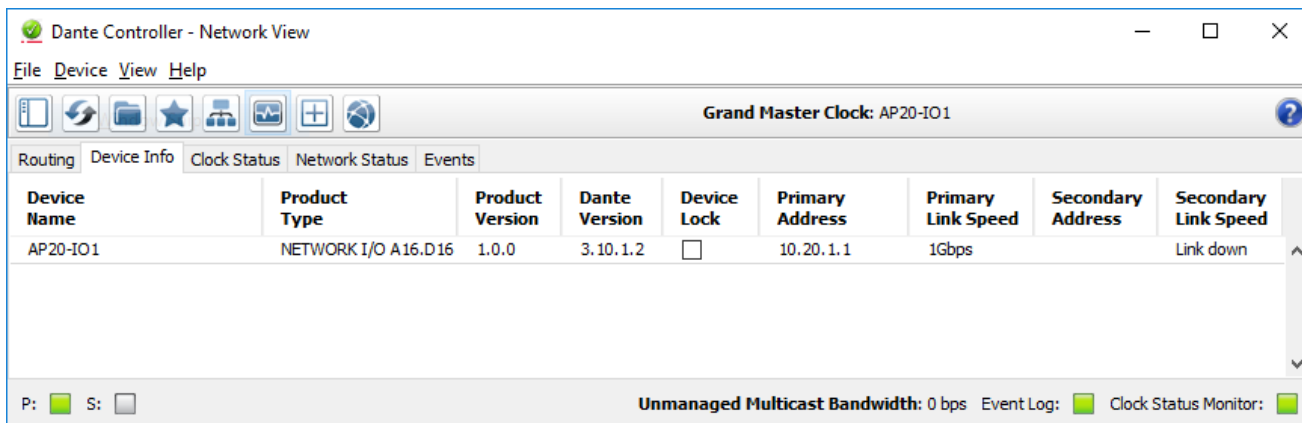 Dante Controller - Network View
File Device View Help
Grand Master Clock: AP20-IO1
Routing Device Info Clock Status Network Status Events
Device Name Product Type Product Version Dante Version Device Lock Primary Address Primary Link Speed Secondary Address Secondary Link Speed
AP20-IO1 NETWORK I/O A16.D16 1.0.0 3.10.1.2 10.20.1.1 1Gbps Link down
P: S: Unmanaged Multicast Bandwidth: 0 bps Event Log: Clock Status Monitor: